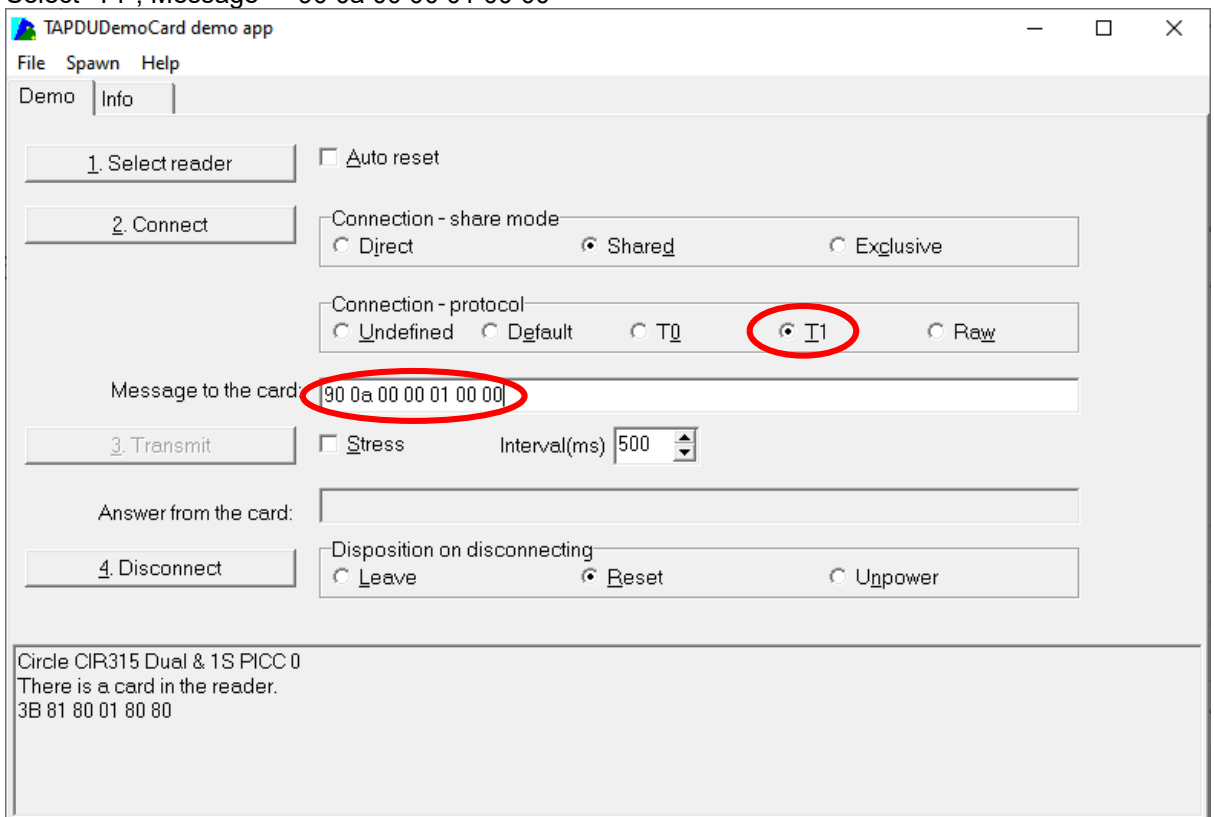 TAPDUDemoCard demo app
File Spawn Help
Demo Info
1. Select reader Auto reset
2. Connect Connection - share mode
Direct Shared Exclusive
Connection - protocol
Undefined Default T0 T1 Raw
Message to the card: 90 0a 00 00 01 00 00
3. Transmit Stress Interval(ms) 500
Answer from the card:
4. Disconnect Disposition on disconnecting
Leave Reset Unpower
Circle CIR315 Dual & 1S PICC 0
There is a card in the reader.
3B 81 80 01 80 80